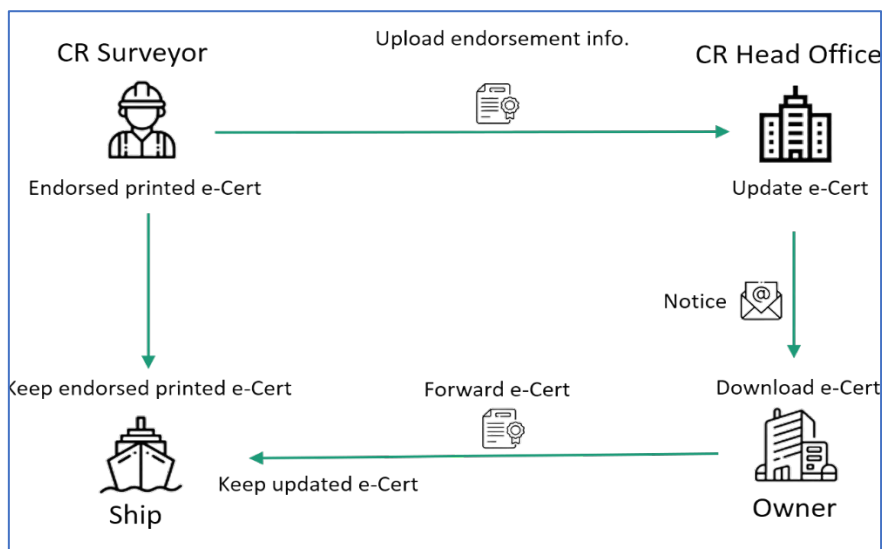 Upload endorsement info.
CR Surveyor
CR Head Office
Endorsed printed e-Cert
Update e-Cert
Notice
@
Keep endorsed printed e-Cert
Forward e-Cert
Download e-Cert
Keep updated e-Cert
Ship
Owner